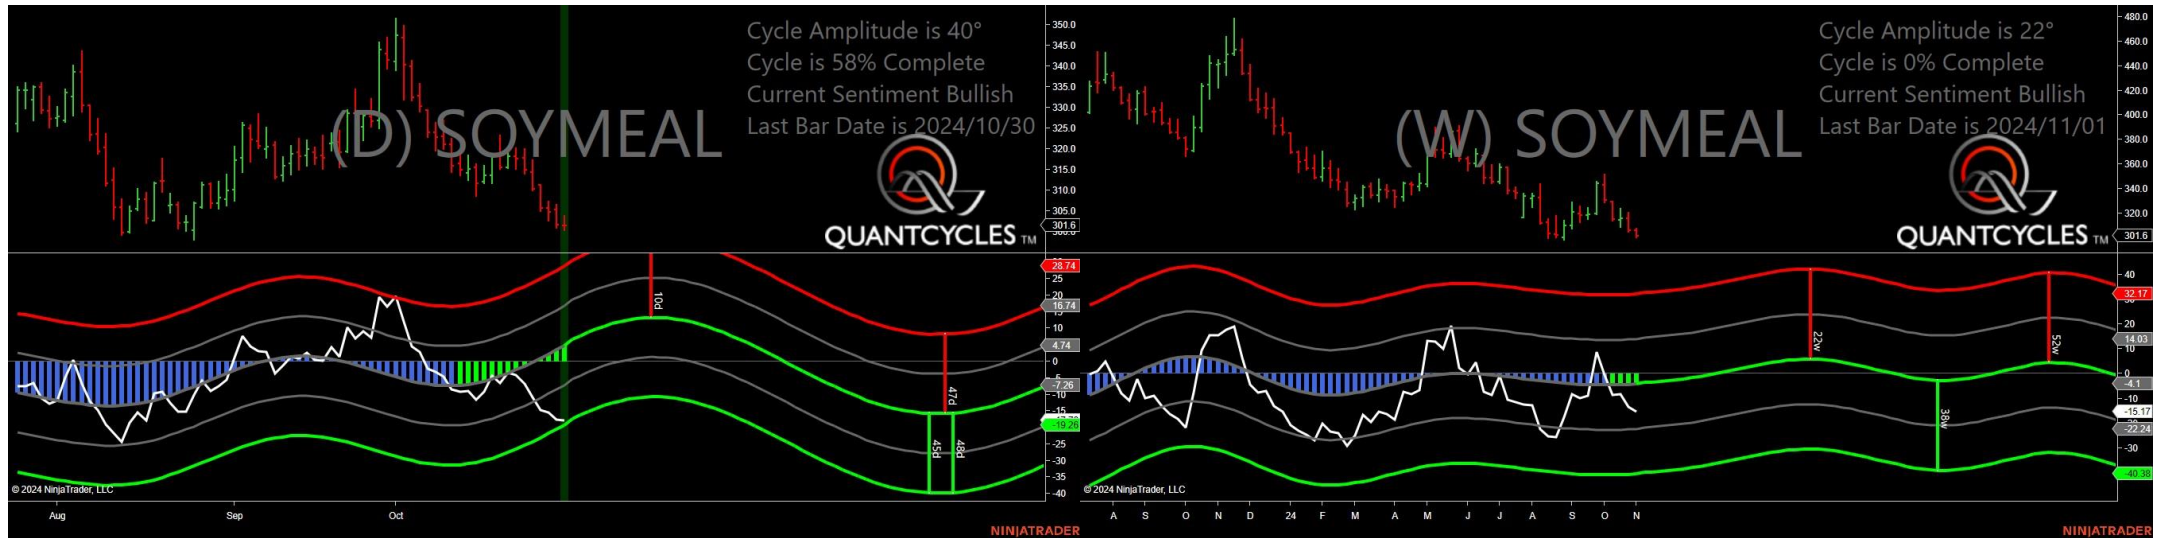 Cycle Amplitude is 40°
Cycle is 58% Complete
Current Sentiment Bullish
Last Bar Date is 2024/10/30
(D) SOYMEAL
QUANTCYCLES TM
350.0
345.0
340.0
335.0
330.0
325.0
320.0
315.0
310.0
305.0
301.6
28.74
25
20
16.74
10
4.74
0
-7.26
-10
-15
-19.26
-25
-30
-35
-40
10d
47d
45d
48d
© 2024 NinjaTrader, LLC
Aug
Sep
Oct
NINJATRADER
Cycle Amplitude is 22°
Cycle is 0% Complete
Current Sentiment Bullish
Last Bar Date is 2024/11/01
(W) SOYMEAL
QUANTCYCLES TM
480.0
460.0
440.0
420.0
400.0
380.0
360.0
340.0
320.0
301.6
40
32.17
20
14.03
10
0
-4.1
-10
-15.17
-22.24
-30
-40.38
22w
38w
52w
© 2024 NinjaTrader, LLC
A S O N D 24 F M A M J J A S O N
NINJATRADER